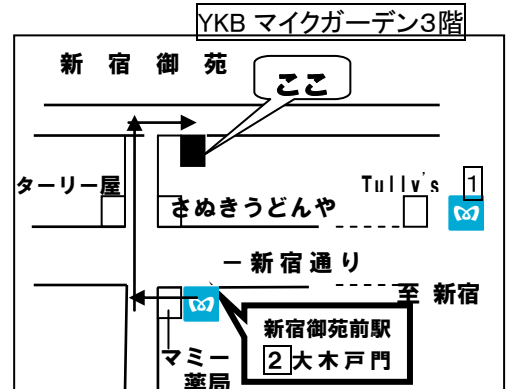 YKB マイクガーデン3階
新 宿 御 苑
ここ
ターリー屋
Tully's
1
さぬきうどんや
ー新宿通り
至 新宿
新宿御苑前駅
2 大木戸門
マミー
薬局